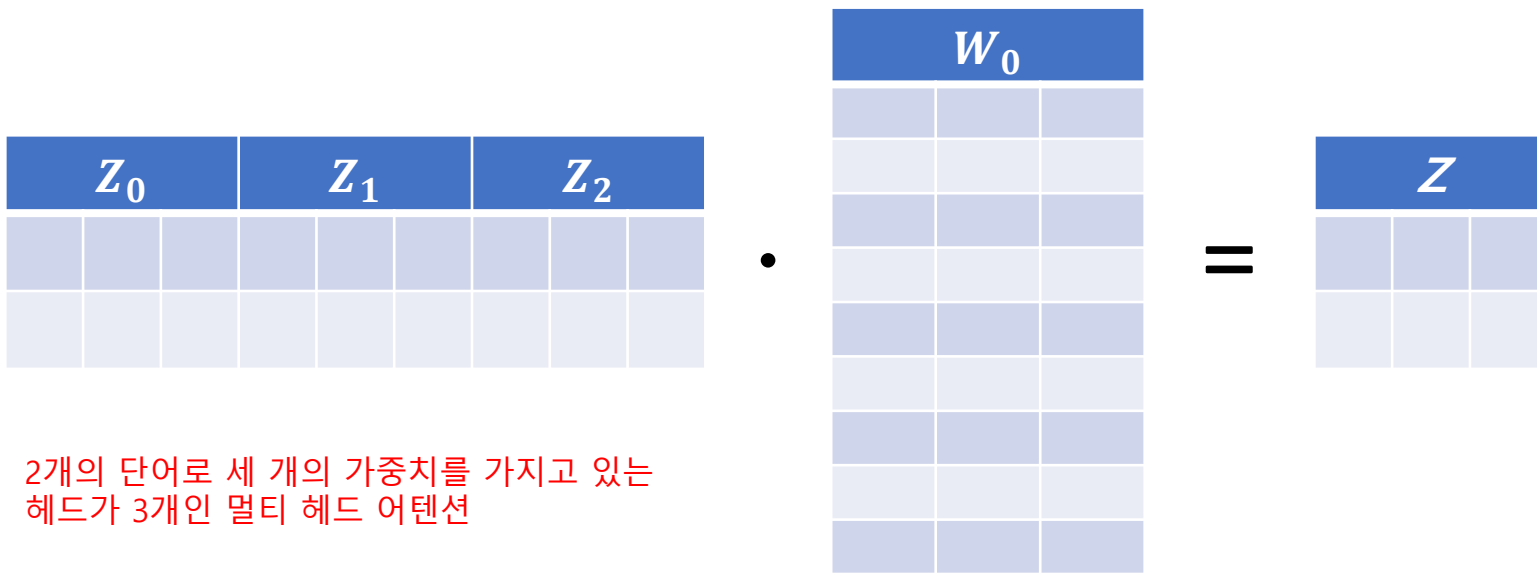 W₀
Z₀ Z₁ Z₂
·
=
Z
2개의 단어로 세 개의 가중치를 가지고 있는
헤드가 3개인 멀티 헤드 어텐션